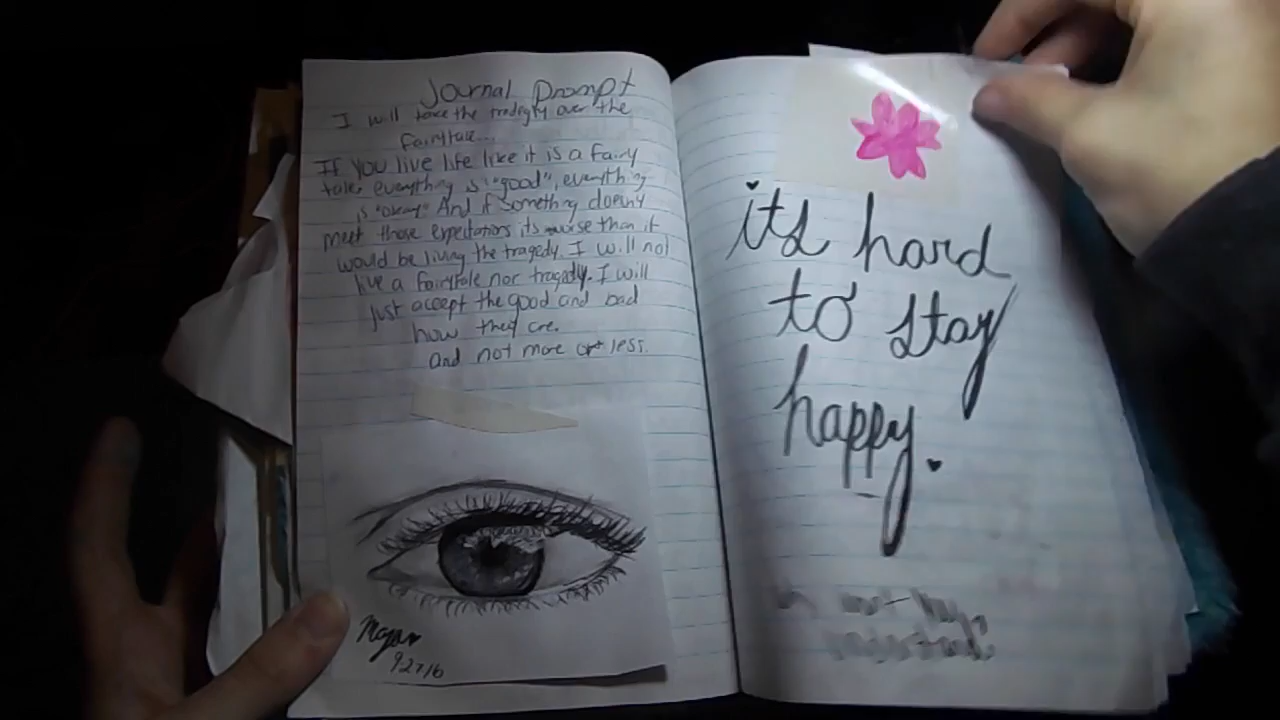 Journal Prompt
I will take the tradgty over the
fairytale...
If you live life like it is a fairy
tale, everything is "good", everything
is "okay" And if something doesn't
meet those expectations its worse than it
would be living the tragedy. I will not
live a fairytale nor tragedy. I will
just accept the good and bad
how they are.
and not more or less.
Megan
9.27.16
its hard
to stay
happy.